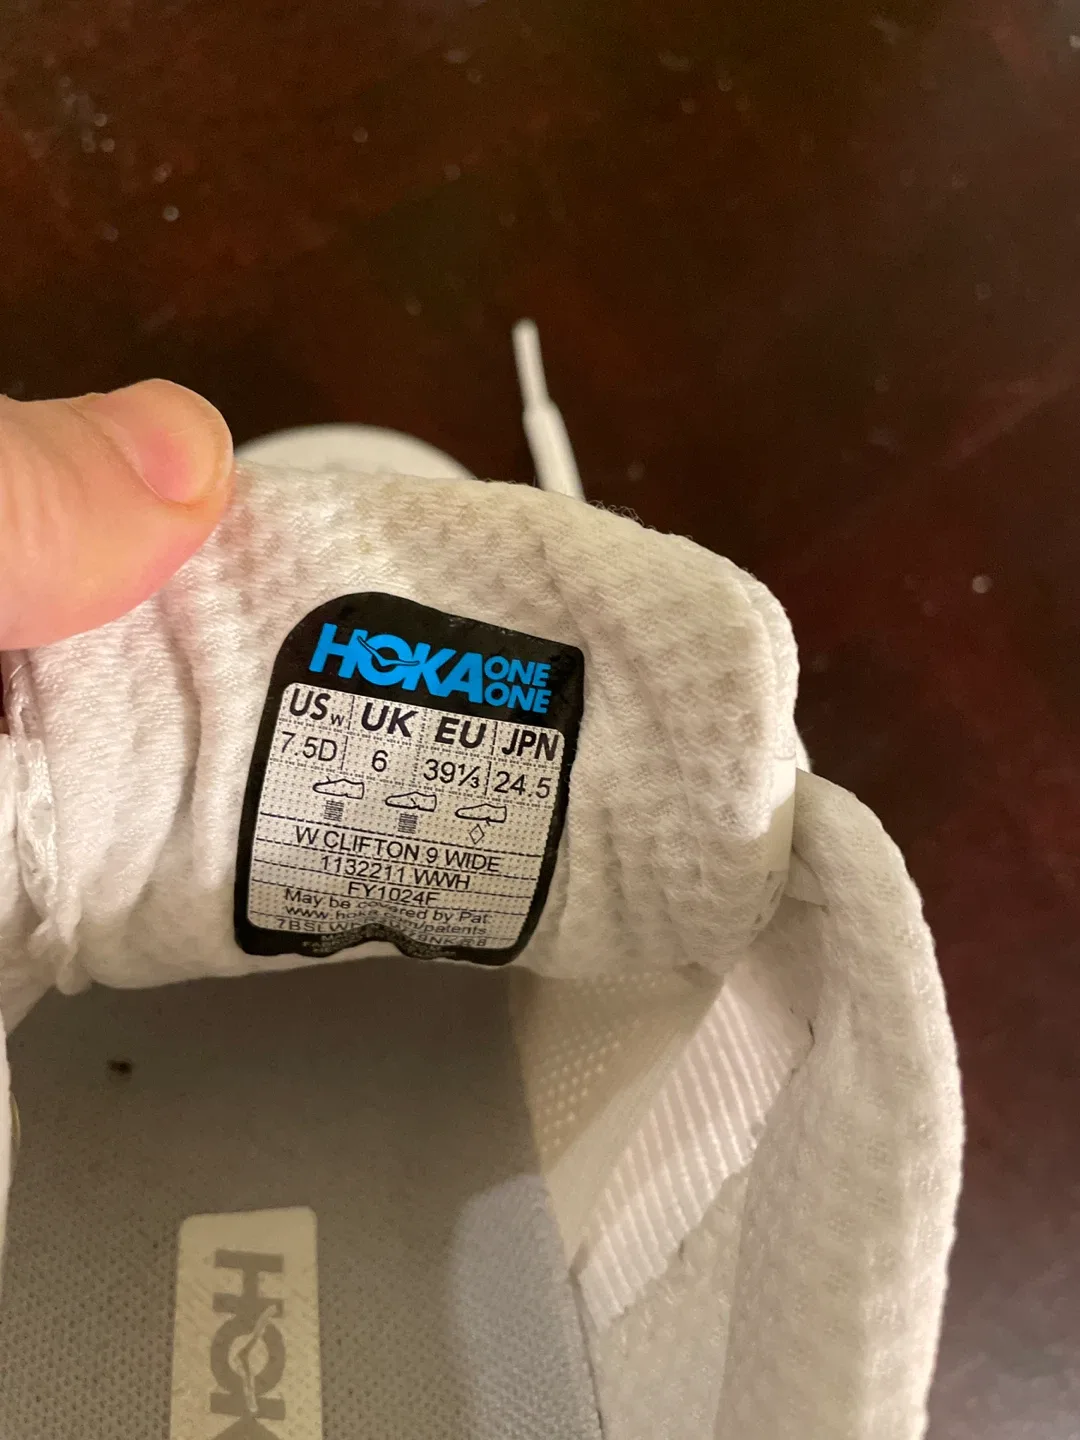 HOKA ONE ONE
USw UK EU JPN
7.5D 6 39⅓ 24.5
W CLIFTON 9 WIDE
1132211 WWH
FY1024F
May be covered by Pat.
www.hoka.com/patents
HOKA